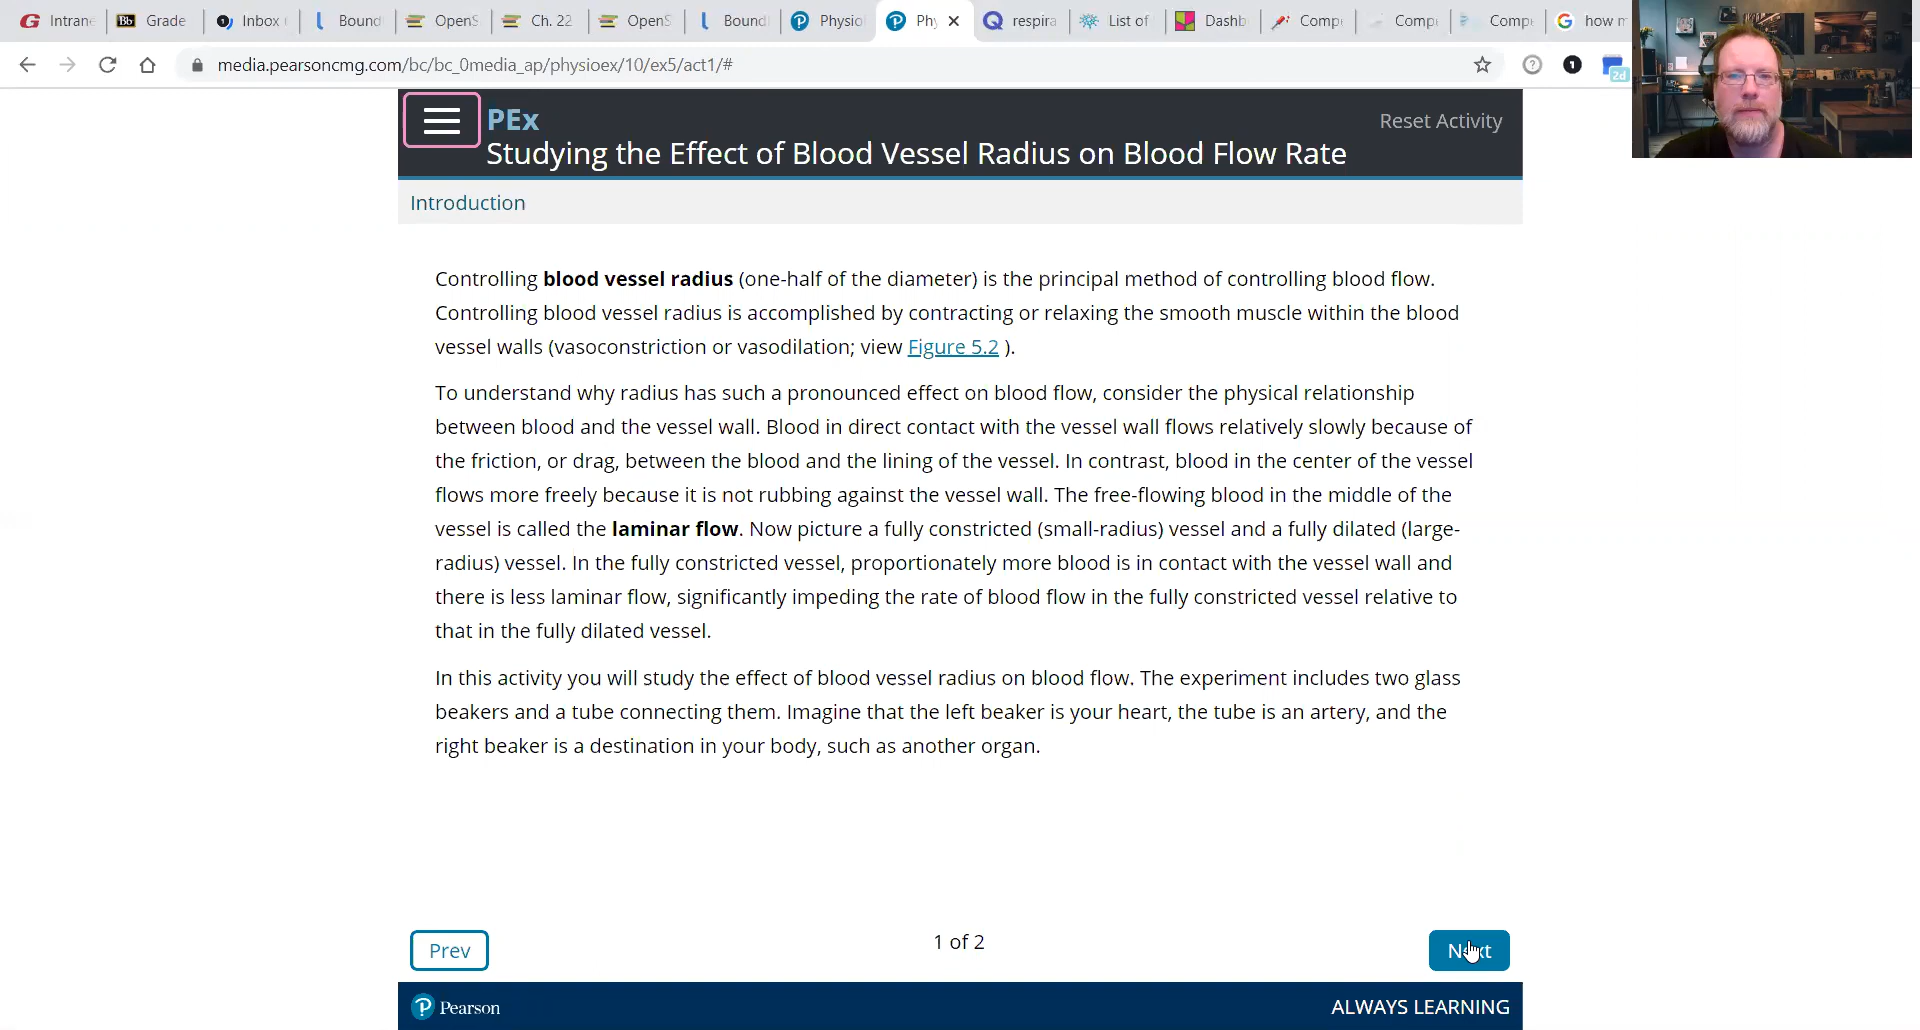 Intrane
Bb Grade
Inbox
Bound
OpenS
Ch. 22
OpenS
Bound
Physio
Phy
respira
List of
Dashb
Compu
Compu
Compu
how m
media.pearsoncmg.com/bc/bc_0media_ap/physioex/10/ex5/act1/#
2d
PEx
Reset Activity
Studying the Effect of Blood Vessel Radius on Blood Flow Rate
Introduction
Controlling blood vessel radius (one-half of the diameter) is the principal method of controlling blood flow.
Controlling blood vessel radius is accomplished by contracting or relaxing the smooth muscle within the blood
vessel walls (vasoconstriction or vasodilation; view Figure 5.2 ).
To understand why radius has such a pronounced effect on blood flow, consider the physical relationship
between blood and the vessel wall. Blood in direct contact with the vessel wall flows relatively slowly because of
the friction, or drag, between the blood and the lining of the vessel. In contrast, blood in the center of the vessel
flows more freely because it is not rubbing against the vessel wall. The free-flowing blood in the middle of the
vessel is called the laminar flow. Now picture a fully constricted (small-radius) vessel and a fully dilated (large-
radius) vessel. In the fully constricted vessel, proportionately more blood is in contact with the vessel wall and
there is less laminar flow, significantly impeding the rate of blood flow in the fully constricted vessel relative to
that in the fully dilated vessel.
In this activity you will study the effect of blood vessel radius on blood flow. The experiment includes two glass
beakers and a tube connecting them. Imagine that the left beaker is your heart, the tube is an artery, and the
right beaker is a destination in your body, such as another organ.
Prev
1 of 2
Next
Pearson
ALWAYS LEARNING